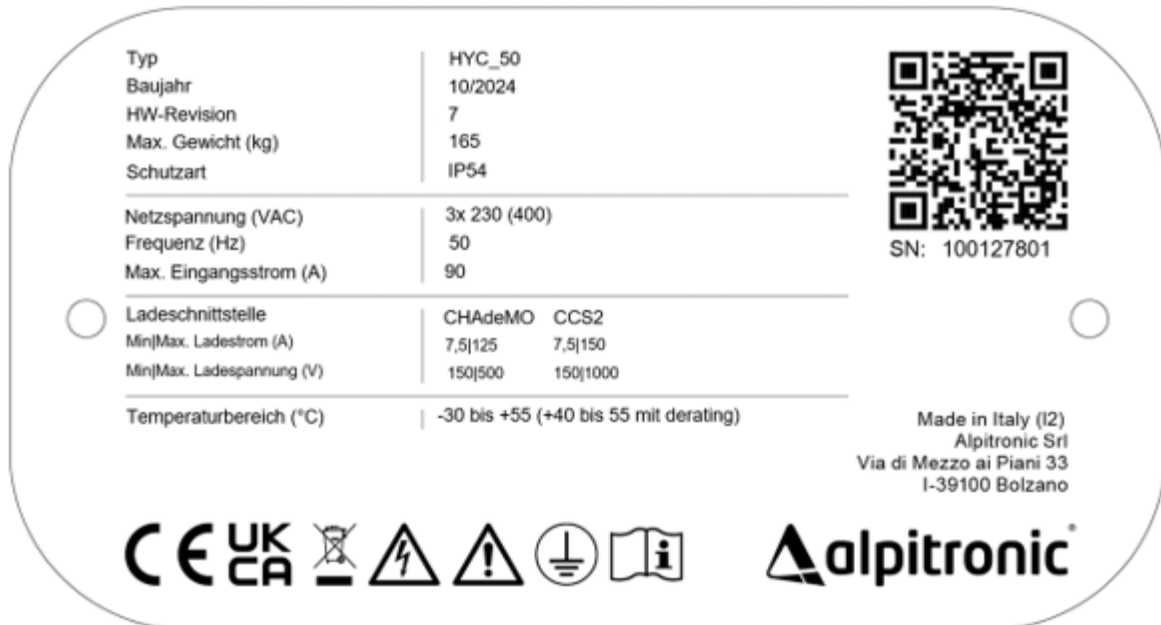 Typ HYC_50
Baujahr 10/2024
HW-Revision 7
Max. Gewicht (kg) 165
Schutzart IP54
Netzspannung (VAC) 3x 230 (400)
Frequenz (Hz) 50
Max. Eingangsstrom (A) 90
Ladeschnittstelle CHAdeMO CCS2
Min|Max. Ladestrom (A) 7,5|125 7,5|150
Min|Max. Ladespannung (V) 150|500 150|1000
Temperaturbereich (°C) -30 bis +55 (+40 bis 55 mit derating)
SN: 100127801
Made in Italy (I2)
Alpitronic Srl
Via di Mezzo ai Piani 33
I-39100 Bolzano
CE UK CA
alpitronic®